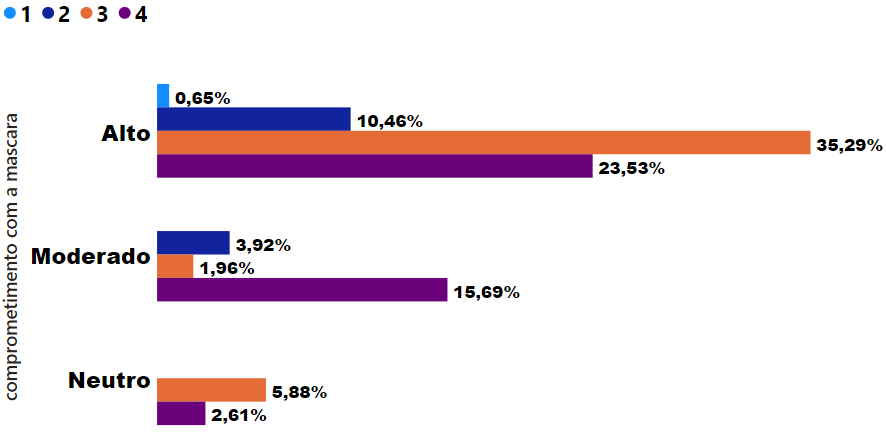 1 2 3 4
comprometimento com a mascara
Alto
0,65%
10,46%
35,29%
23,53%
Moderado
3,92%
1,96%
15,69%
Neutro
5,88%
2,61%